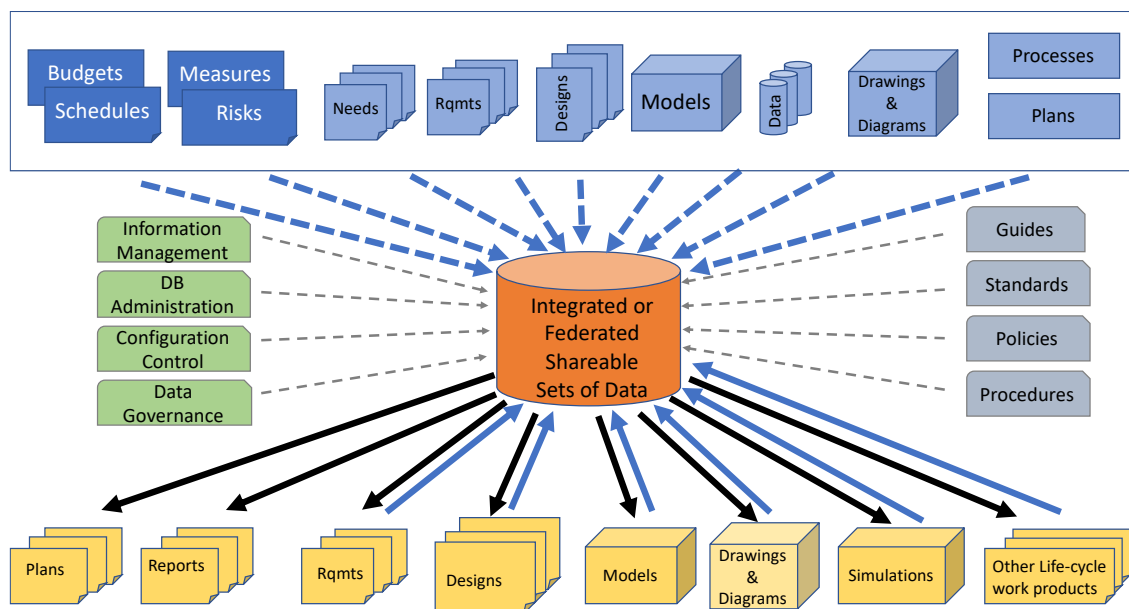 Budgets
Schedules
Measures
Risks
Needs
Rqmts
Designs
Models
Data
Drawings
&
Diagrams
Processes
Plans
Information
Management
DB
Administration
Configuration
Control
Data
Governance
Integrated or
Federated
Shareable
Sets of Data
Guides
Standards
Policies
Procedures
Plans
Reports
Rqmts
Designs
Models
Drawings
&
Diagrams
Simulations
Other Life-cycle
work products